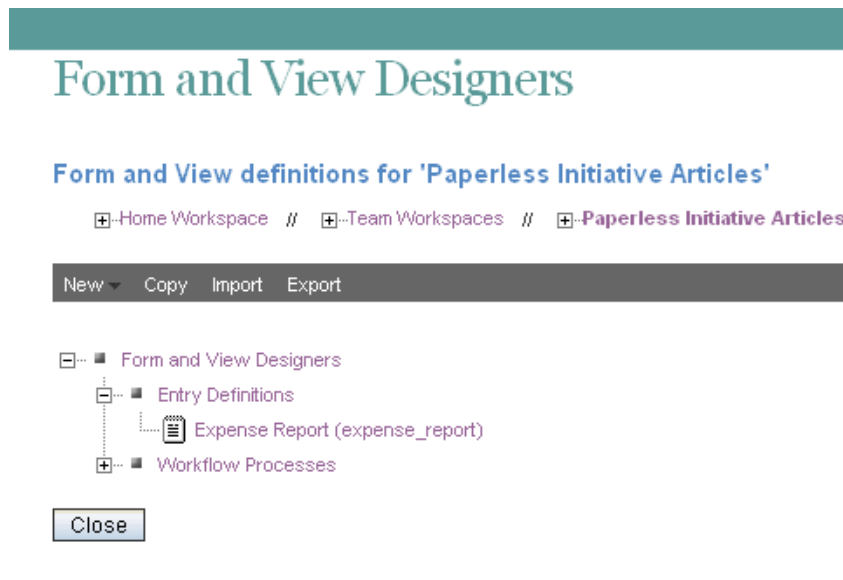 Form and View Designers
Form and View definitions for 'Paperless Initiative Articles'
Home Workspace // Team Workspaces // Paperless Initiative Articles
New Copy Import Export
Form and View Designers
Entry Definitions
Expense Report (expense_report)
Workflow Processes
Close